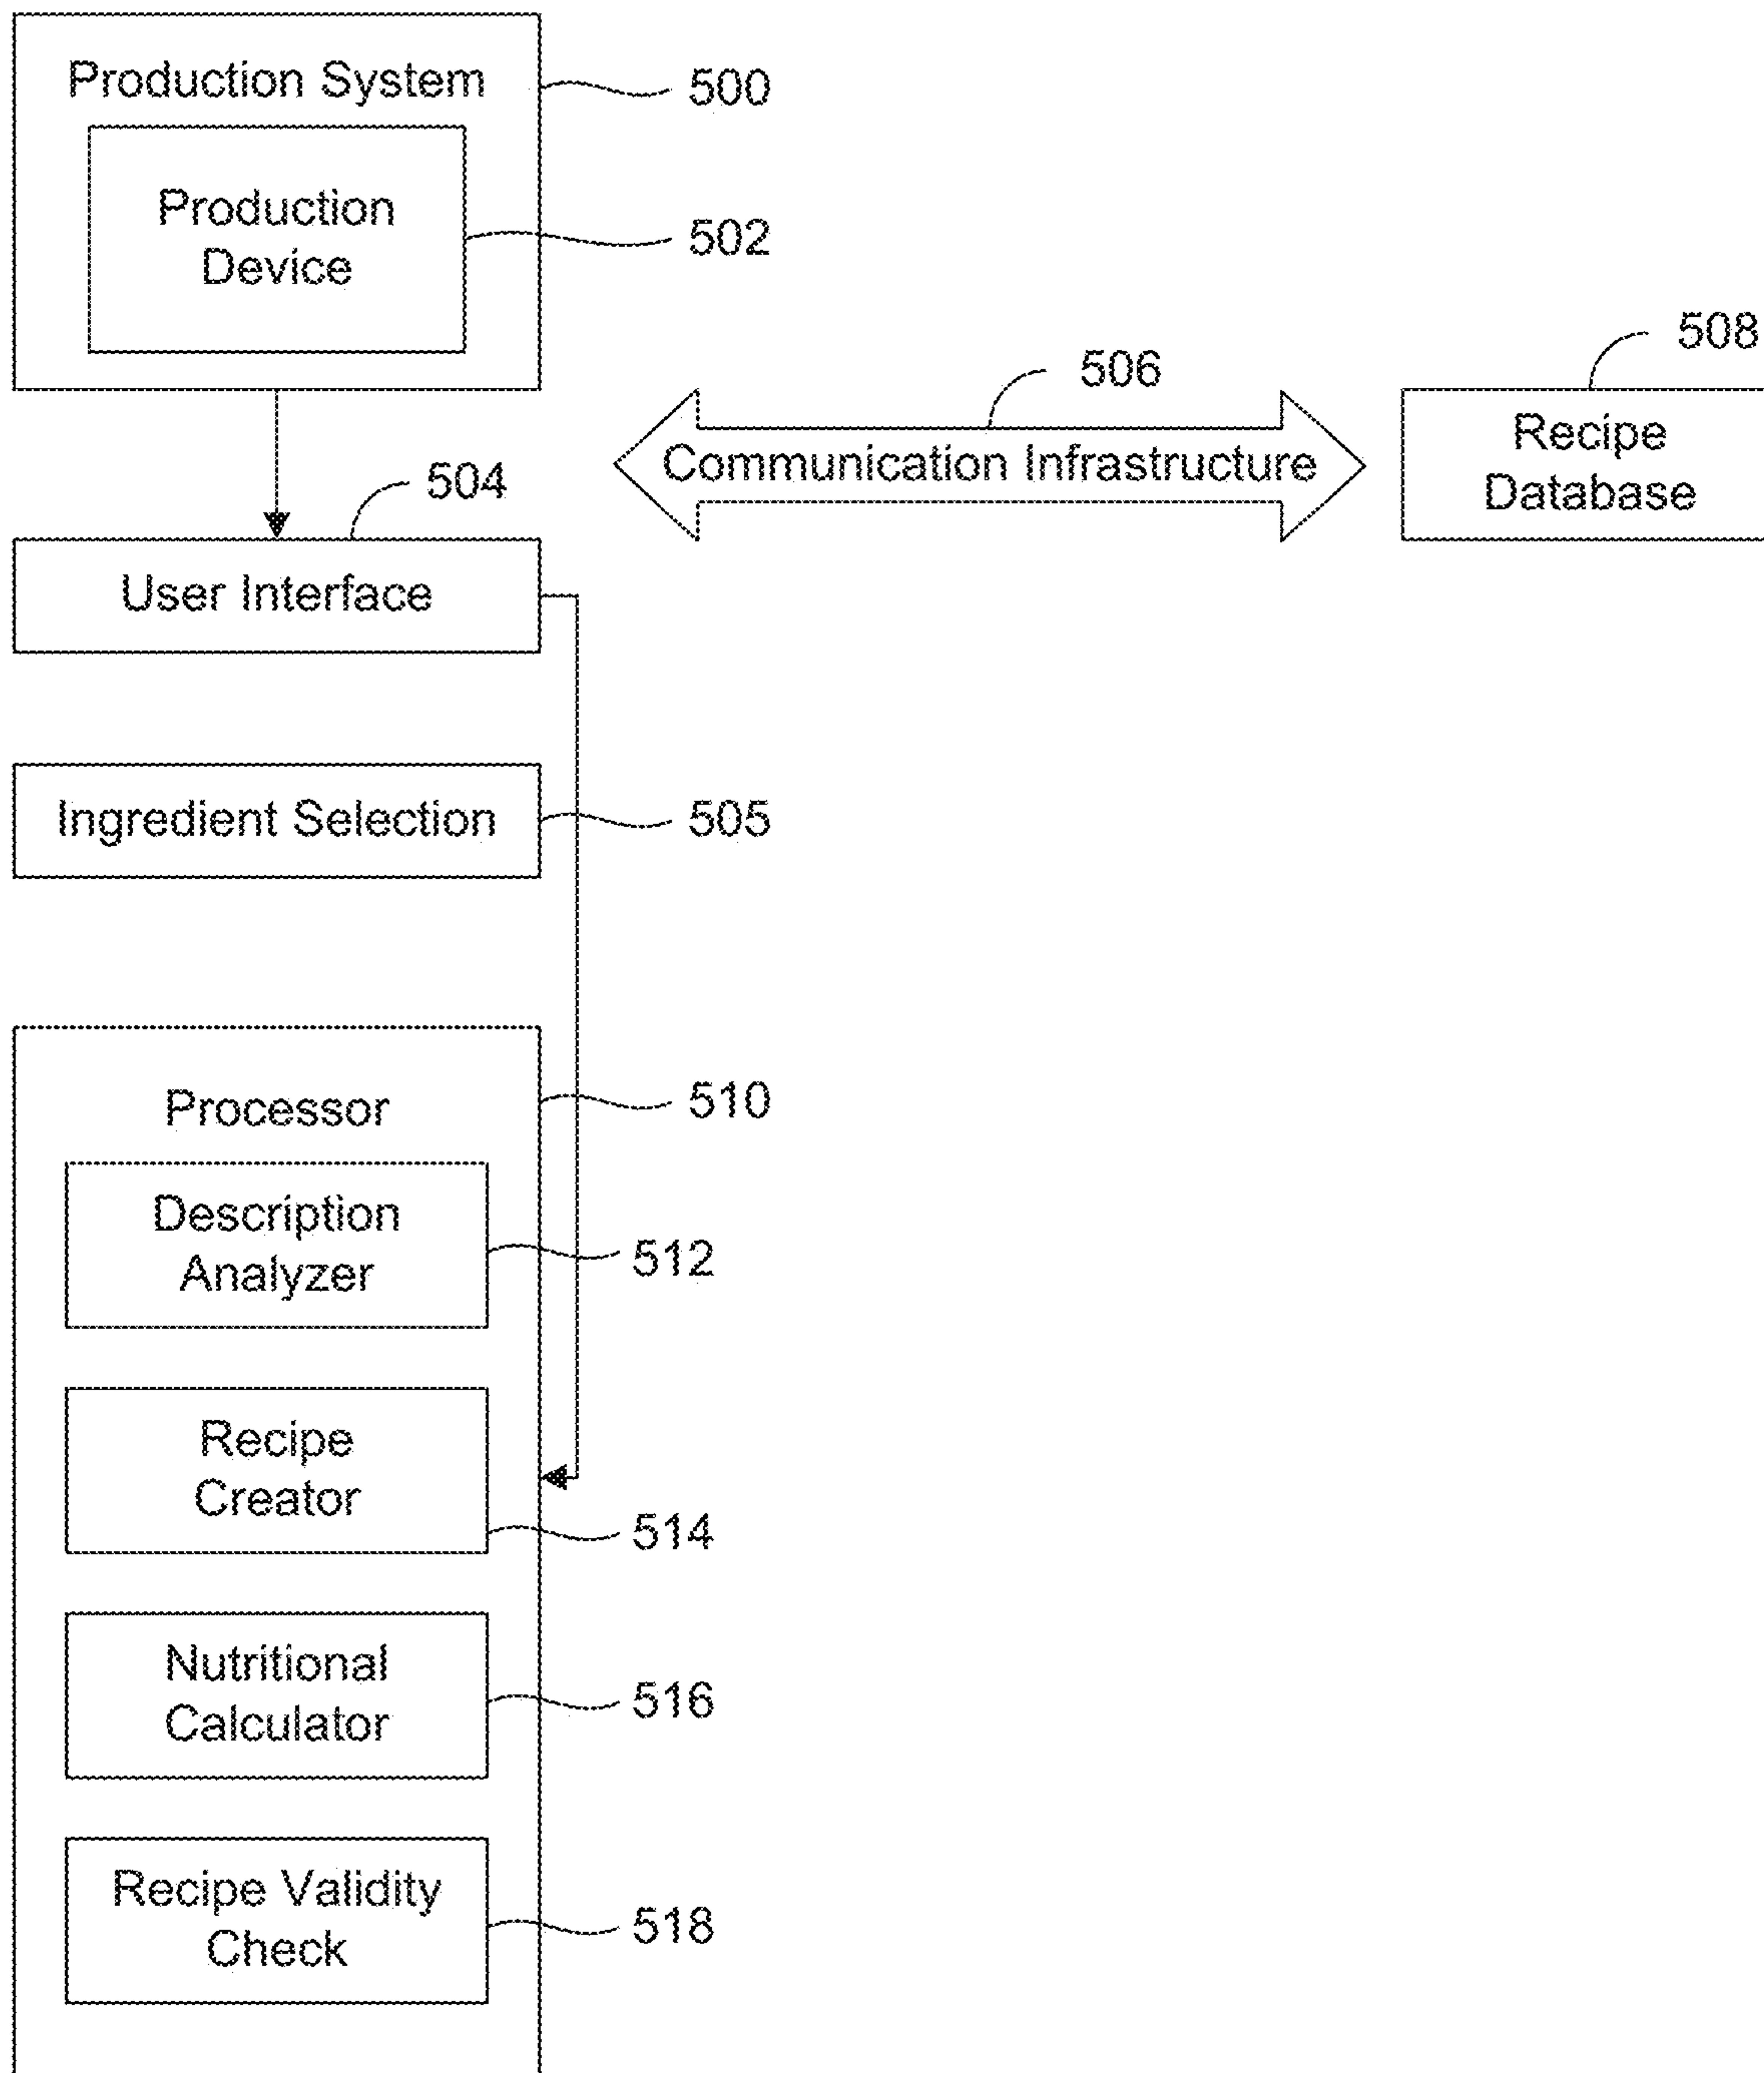 Production System
500
Production
Device
502
508
506
Communication Infrastructure
Recipe
Database
504
User Interface
Ingredient Selection
505
Processor
510
Description
Analyzer
512
Recipe
Creator
514
Nutritional
Calculator
516
Recipe Validity
Check
518